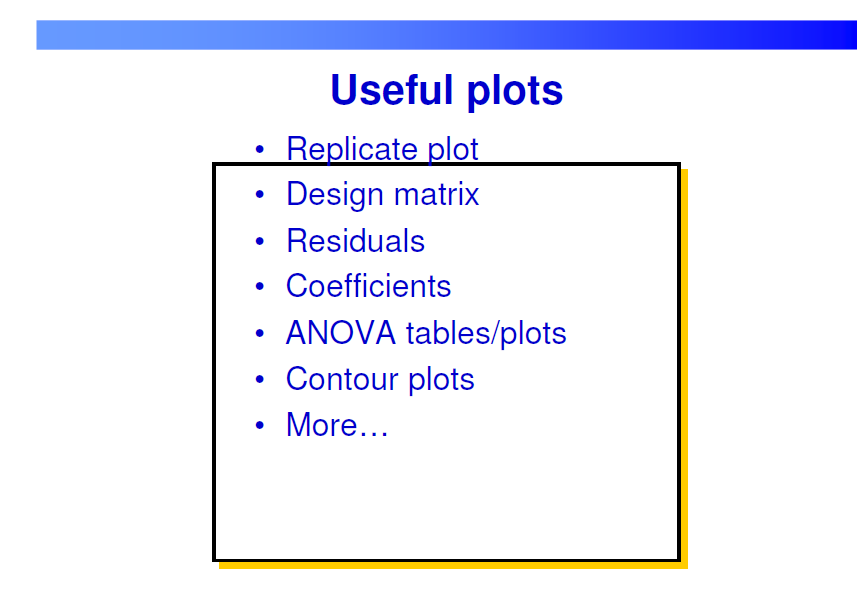 Useful plots
• Replicate plot
• Design matrix
• Residuals
• Coefficients
• ANOVA tables/plots
• Contour plots
• More…